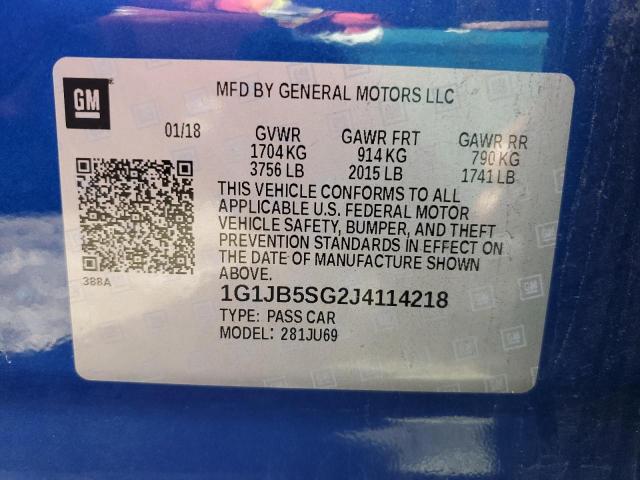 GM
MFD BY GENERAL MOTORS LLC
01/18 GVWR GAWR FRT GAWR RR
1704 KG 914 KG 790 KG
3756 LB 2015 LB 1741 LB
THIS VEHICLE CONFORMS TO ALL
APPLICABLE U.S. FEDERAL MOTOR
VEHICLE SAFETY, BUMPER, AND THEFT
PREVENTION STANDARDS IN EFFECT ON
THE DATE OF MANUFACTURE SHOWN
ABOVE.
388A
1G1JB5SG2J4114218
TYPE: PASS CAR
MODEL: 281JU69